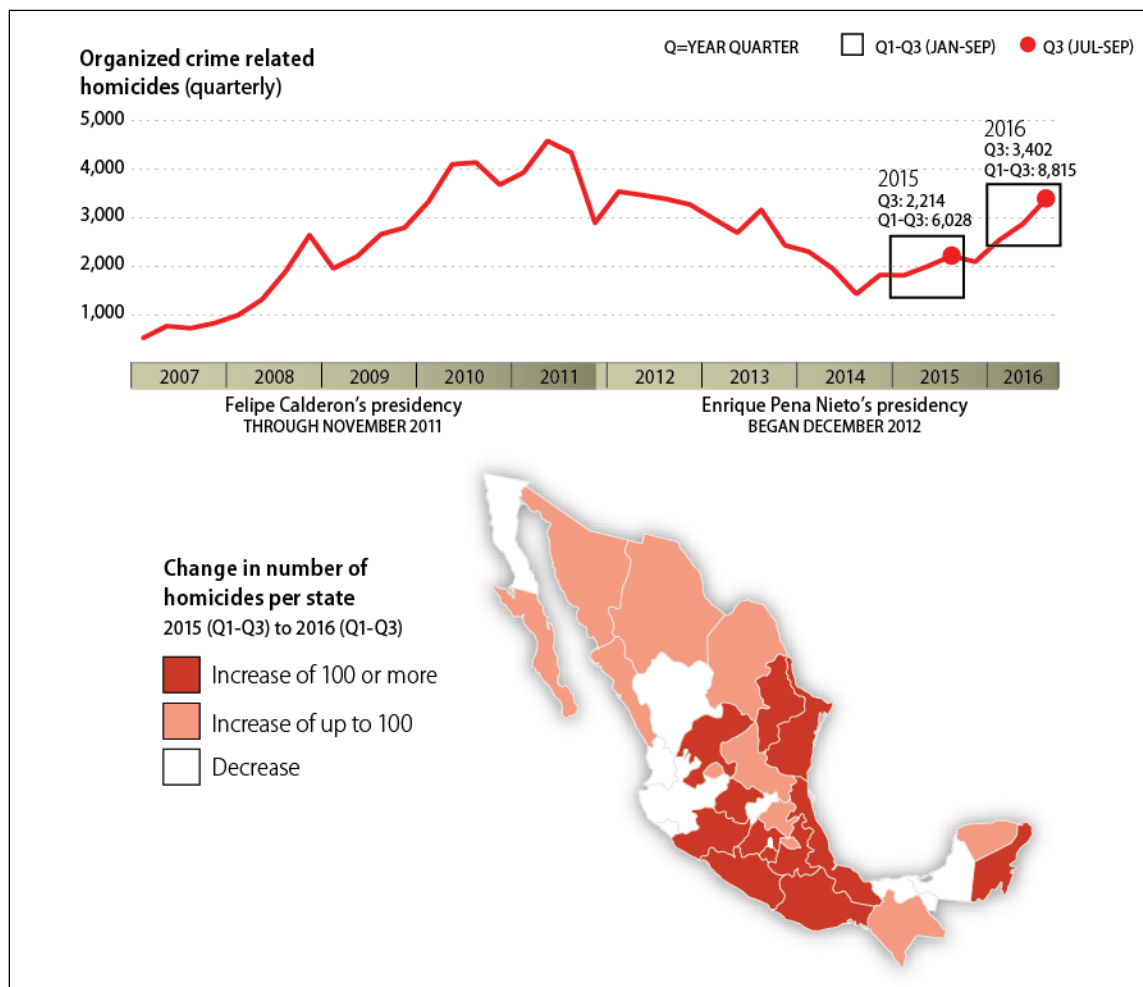 Organized crime related
homicides (quarterly)
Q=YEAR QUARTER
Q1-Q3 (JAN-SEP)
Q3 (JUL-SEP)
5,000
4,000
3,000
2,000
1,000
2015
Q3: 2,214
Q1-Q3: 6,028
2016
Q3: 3,402
Q1-Q3: 8,815
2007
2008
2009
2010
2011
2012
2013
2014
2015
2016
Felipe Calderon's presidency
THROUGH NOVEMBER 2011
Enrique Pena Nieto's presidency
BEGAN DECEMBER 2012
Change in number of
homicides per state
2015 (Q1-Q3) to 2016 (Q1-Q3)
Increase of 100 or more
Increase of up to 100
Decrease